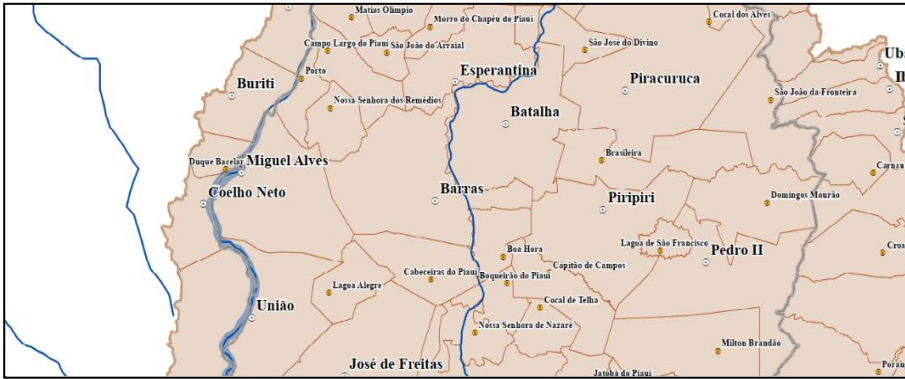 Matias Olimpio
Morro do Chapéu do Piauí
Cocal dos Alves
Campo Largo do Piauí
São João do Arraial
São José do Divino
Porto
Esperantina
Piracuruca
Buriti
São João da Fronteira
Nossa Senhora dos Remédios
Batalha
Duque Bacelar
Miguel Alves
Brasileira
Coelho Neto
Barras
Piripiri
Domingos Mourão
Boa Hora
Lagoa de São Francisco
Pedro II
Cabeceiras do Piauí
Boqueirão do Piauí
Capitão de Campos
Lagoa Alegre
União
Cocal de Telha
Nossa Senhora de Nazaré
Milton Brandão
José de Freitas
Jatobá do Piauí